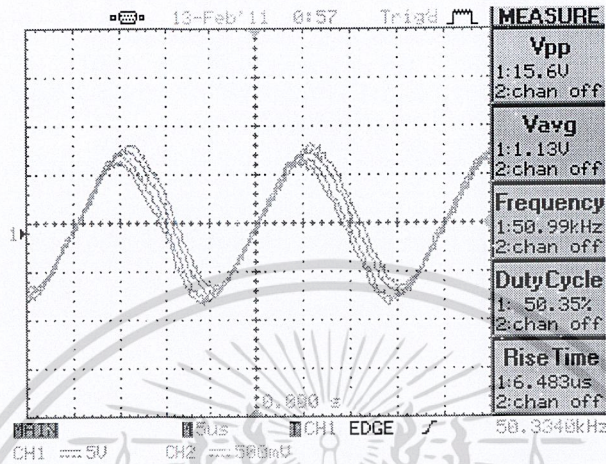 13-Feb'11 0:57 Trig'd MEASURE
Vpp
1:15.6V
2:chan off
Vavg
1:1.13V
2:chan off
Frequency
1:50.99kHz
2:chan off
DutyCycle
1: 50.35%
2:chan off
RiseTime
1:6.483us
2:chan off
1
0.000 s
MAIN M 5us T CH1 EDGE 50.3340kHz
CH1 5V CH2 500mV